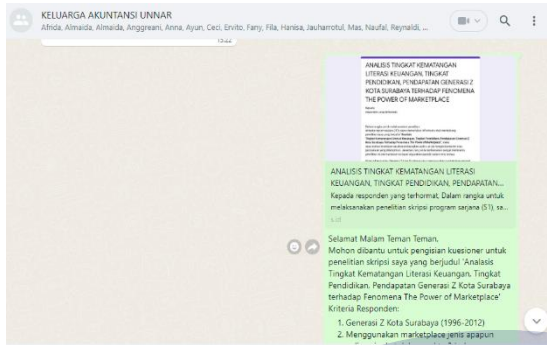 KELUARGA AKUNTANSI UNNAR
Afrida, Almaida, Almaida, Anggreani, Anna, Ayun, Ceci, Ervito, Fany, Fila, Hanisa, Jauharrotul, Mas, Naufal, Reynaldi, ...
ANALISIS TINGKAT KEMATANGAN
LITERASI KEUANGAN, TINGKAT
PENDIDIKAN, PENDAPATAN GENERASI Z
KOTA SURABAYA TERHADAP FENOMENA
THE POWER OF MARKETPLACE
ANALISIS TINGKAT KEMATANGAN LITERASI
KEUANGAN, TINGKAT PENDIDIKAN, PENDAPATAN...
Kepada responden yang terhormat, Dalam rangka untuk
melaksanakan penelitian skripsi program sarjana (S1), sa...
Selamat Malam Teman Teman,
Mohon dibantu untuk pengisian kuesioner untuk
penelitian skripsi saya yang berjudul 'Analasis
Tingkat Kematangan Literasi Keuangan, Tingkat
Pendidikan, Pendapatan Generasi Z Kota Surabaya
terhadap Fenomena The Power of Marketplace'
Kriteria Responden:
1. Generasi Z Kota Surabaya (1996-2012)
2. Menggunakan marketplace jenis apapun